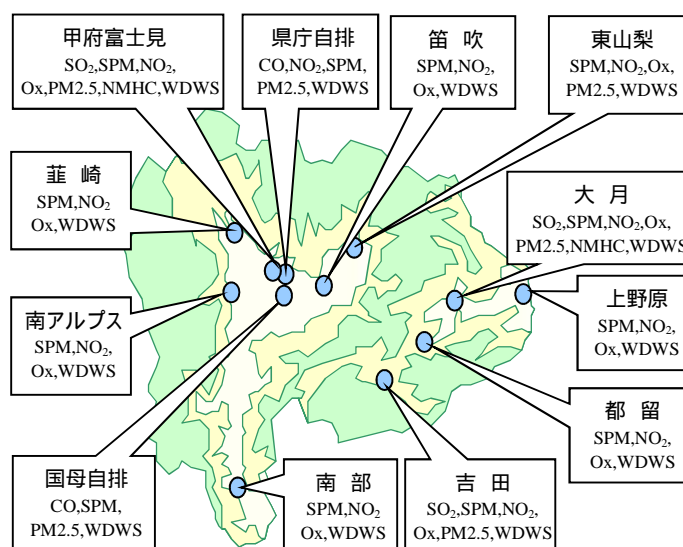 甲府富士見
SO₂,SPM,NO₂,
Ox,PM2.5,NMHC,WDWS
県庁自排
CO,NO₂,SPM,
PM2.5,WDWS
笛 吹
SPM,NO₂,
Ox,WDWS
東山梨
SPM,NO₂,Ox,
PM2.5,WDWS
韮 崎
SPM,NO₂
Ox,WDWS
大 月
SO₂,SPM,NO₂,Ox,
PM2.5,NMHC,WDWS
南アルプス
SPM,NO₂,
Ox,WDWS
上野原
SPM,NO₂,
Ox,WDWS
都 留
SPM,NO₂,
Ox,WDWS
国母自排
CO,SPM,
PM2.5,WDWS
南 部
SPM,NO₂
Ox,WDWS
吉 田
SO₂,SPM,NO₂,
Ox,PM2.5,WDWS